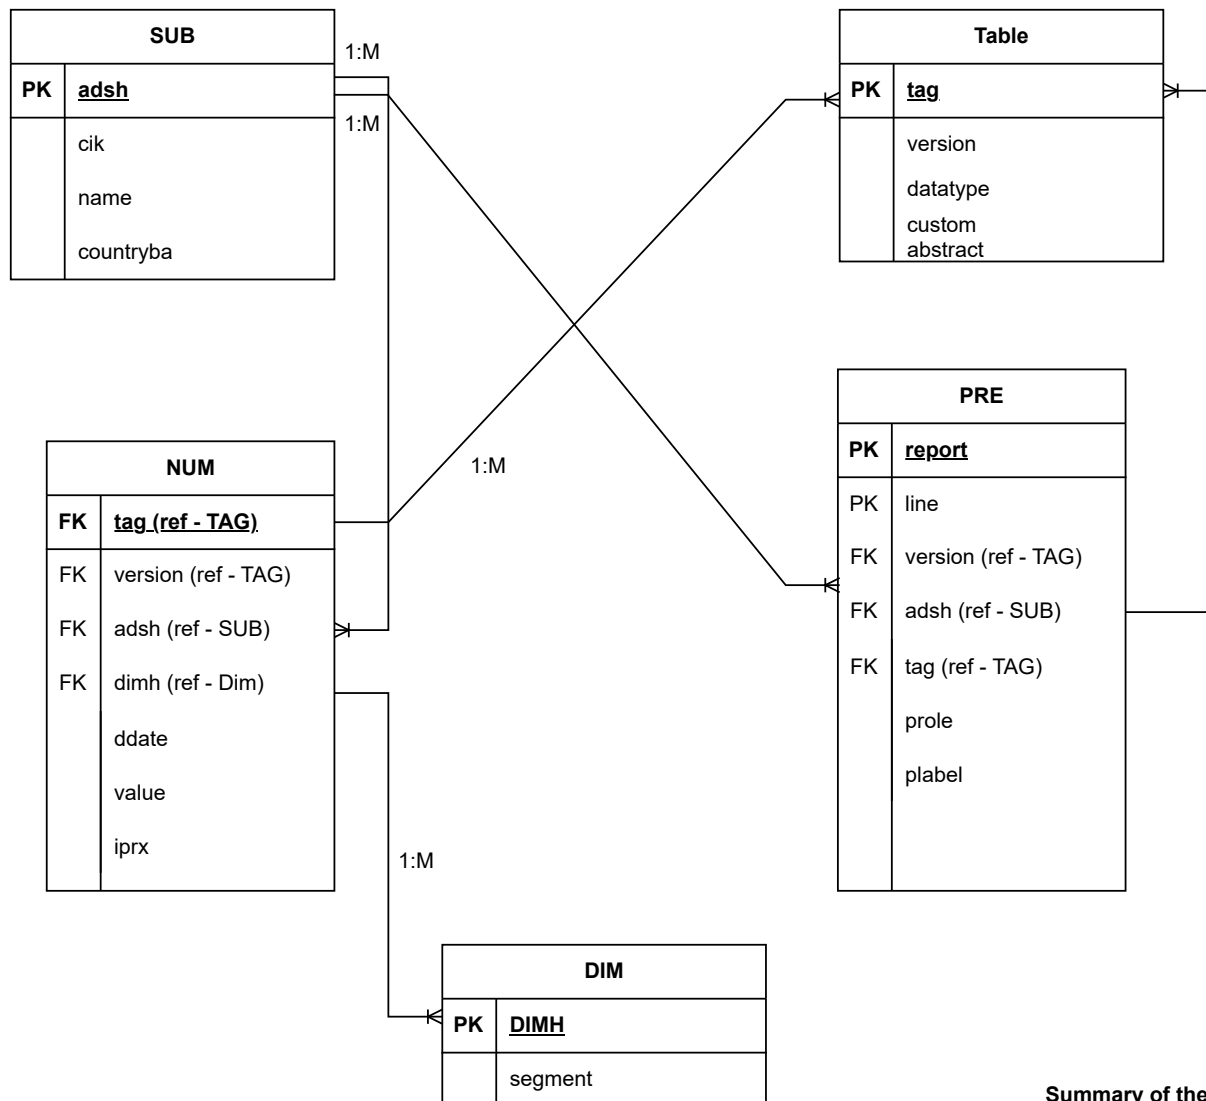 SUB
PK adsh
cik
name
countryba
1:M
1:M
Table
PK tag
version
datatype
custom
abstract
NUM
FK tag (ref - TAG)
FK version (ref - TAG)
FK adsh (ref - SUB)
FK dimh (ref - Dim)
ddate
value
iprx
1:M
PRE
PK report
PK line
FK version (ref - TAG)
FK adsh (ref - SUB)
FK tag (ref - TAG)
prole
plabel
1:M
DIM
PK DIMH
segment
Summary of the